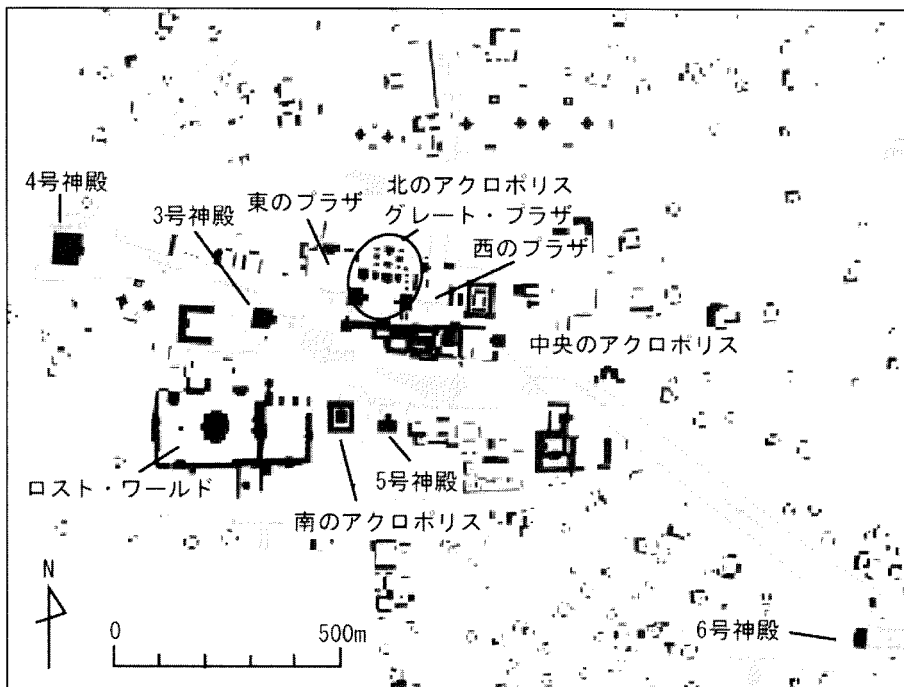 4号神殿
3号神殿
東のプラザ
北のアクロポリス
グレート・プラザ
西のプラザ
中央のアクロポリス
ロスト・ワールド
5号神殿
南のアクロポリス
6号神殿
N
0
500m